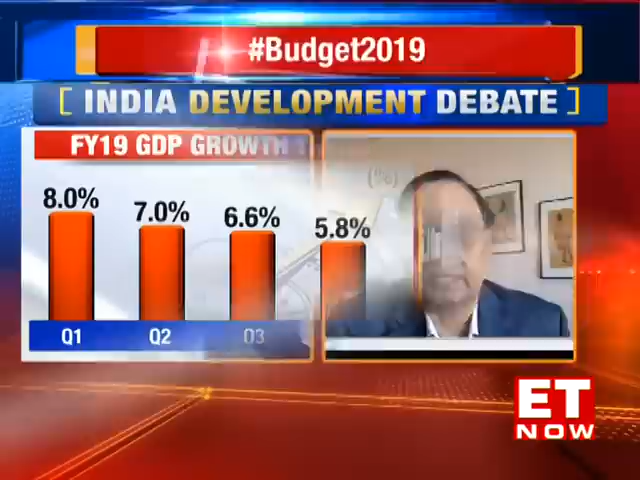 #Budget2019
[ INDIA DEVELOPMENT DEBATE ]
FY19 GDP GROWTH
(%)
8.0% 7.0% 6.6% 5.8%
Q1 Q2 Q3
ET
NOW